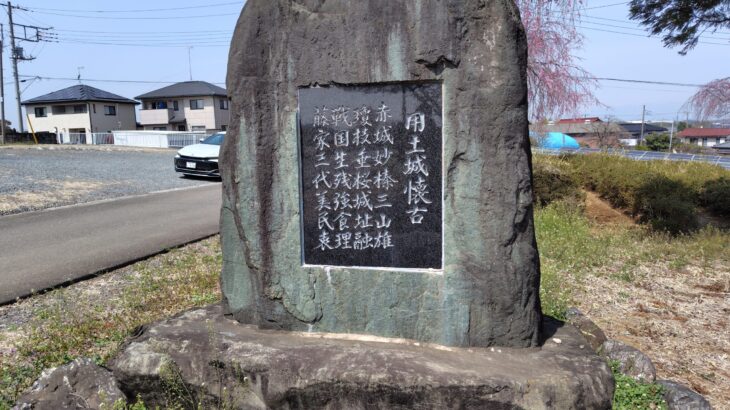 用土城懐古
赤城妙榛三山雄
瓊枝垂桜城址融
戦国生残強食理
藤家三代美民衷